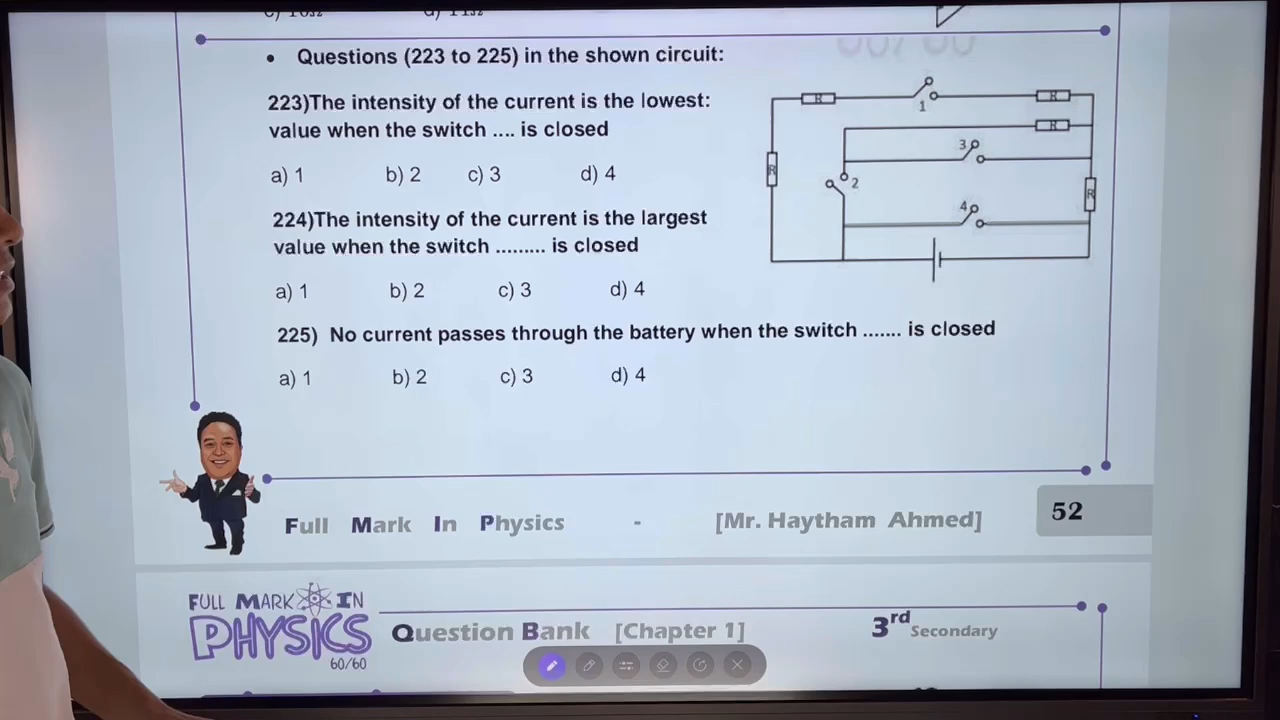 • Questions (223 to 225) in the shown circuit:
223)The intensity of the current is the lowest:
value when the switch .... is closed
a) 1 b) 2 c) 3 d) 4
224)The intensity of the current is the largest
value when the switch ......... is closed
a) 1 b) 2 c) 3 d) 4
225) No current passes through the battery when the switch ....... is closed
a) 1 b) 2 c) 3 d) 4
R
1
R
R
3
R
2
R
4
Full Mark In Physics - [Mr. Haytham Ahmed]
52
FULL MARK IN
PHYSICS
60/60
Question Bank [Chapter 1]
3rd Secondary